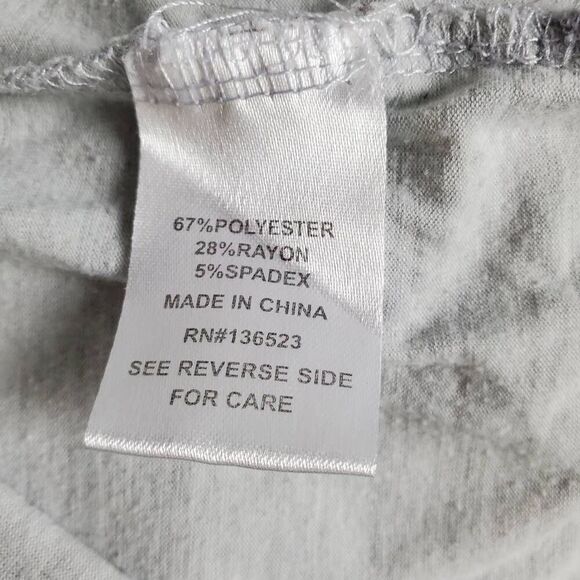 67%POLYESTER
28%RAYON
5%SPADEX
MADE IN CHINA
RN#136523
SEE REVERSE SIDE
FOR CARE